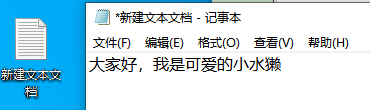 *新建文本文档 - 记事本
文件(F) 编辑(E) 格式(O) 查看(V) 帮助(H)
大家好，我是可爱的小水獭
新建文本文
档